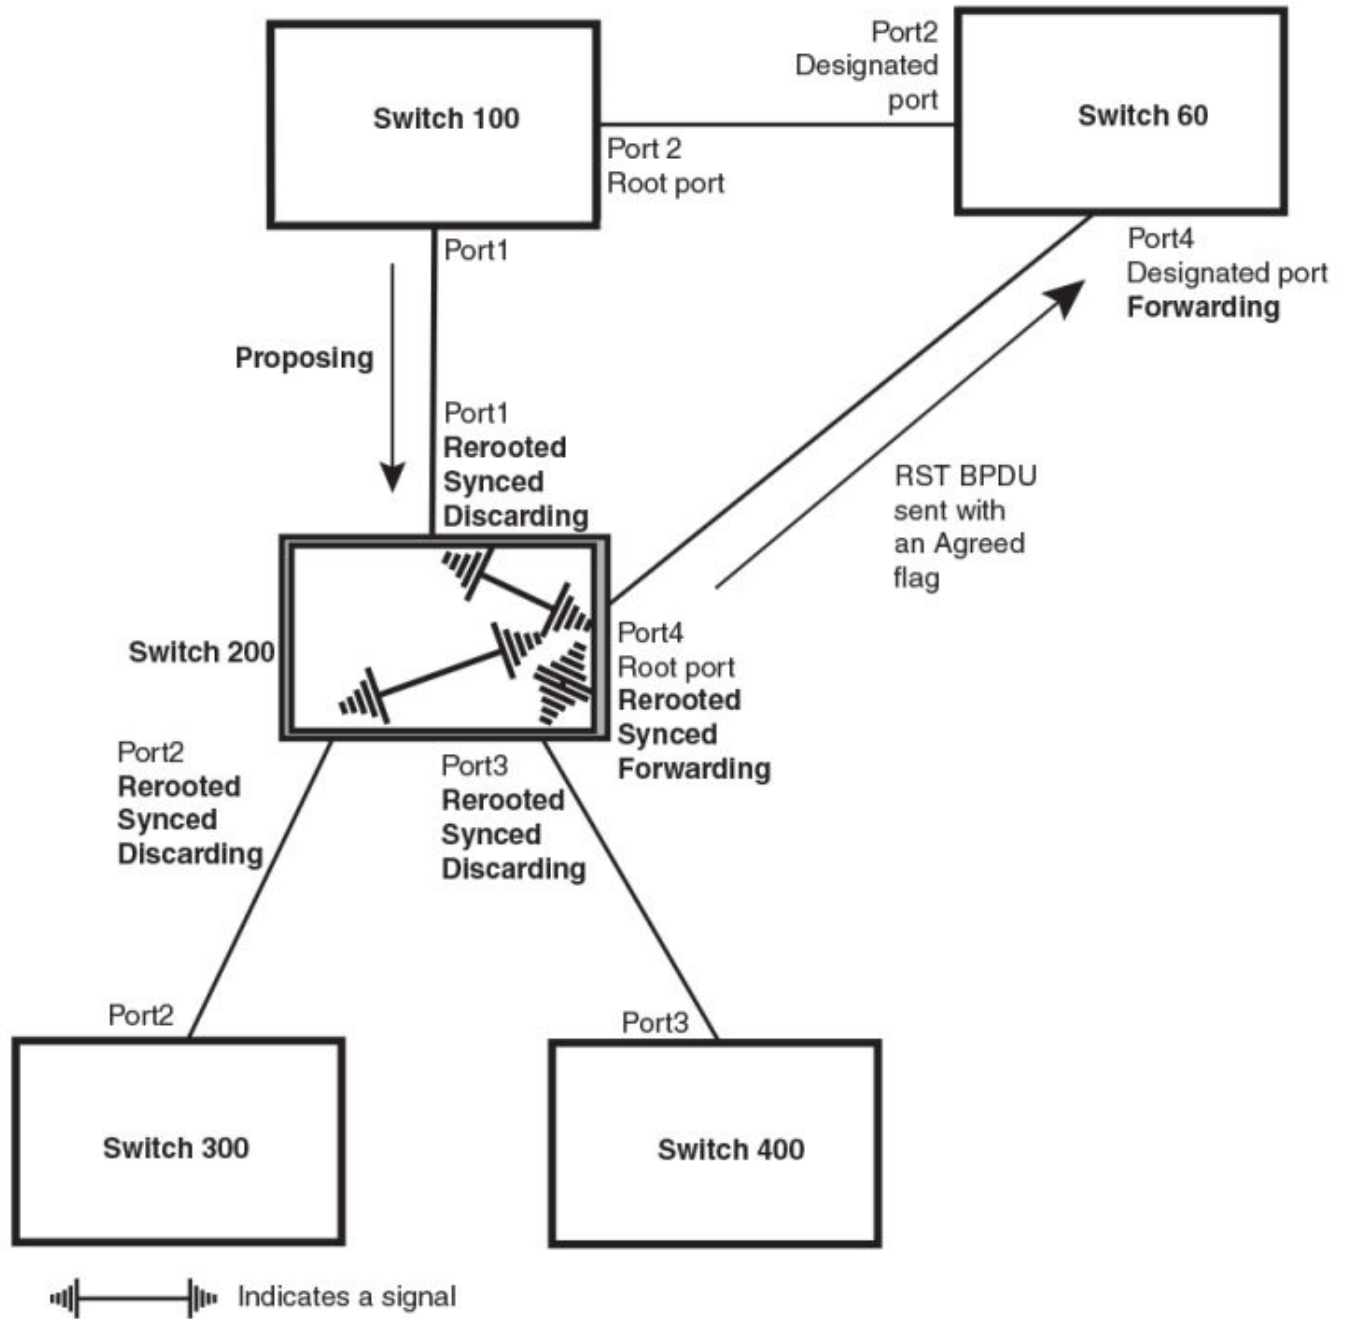 Switch 100
Port2
Designated
port
Switch 60
Port 2
Root port
Port1
Port4
Designated port
Forwarding
Proposing
Port1
Rerooted
Synced
Discarding
RST BPDU
sent with
an Agreed
flag
Switch 200
Port4
Root port
Rerooted
Synced
Forwarding
Port2
Rerooted
Synced
Discarding
Port3
Rerooted
Synced
Discarding
Port2
Port3
Switch 300
Switch 400
Indicates a signal